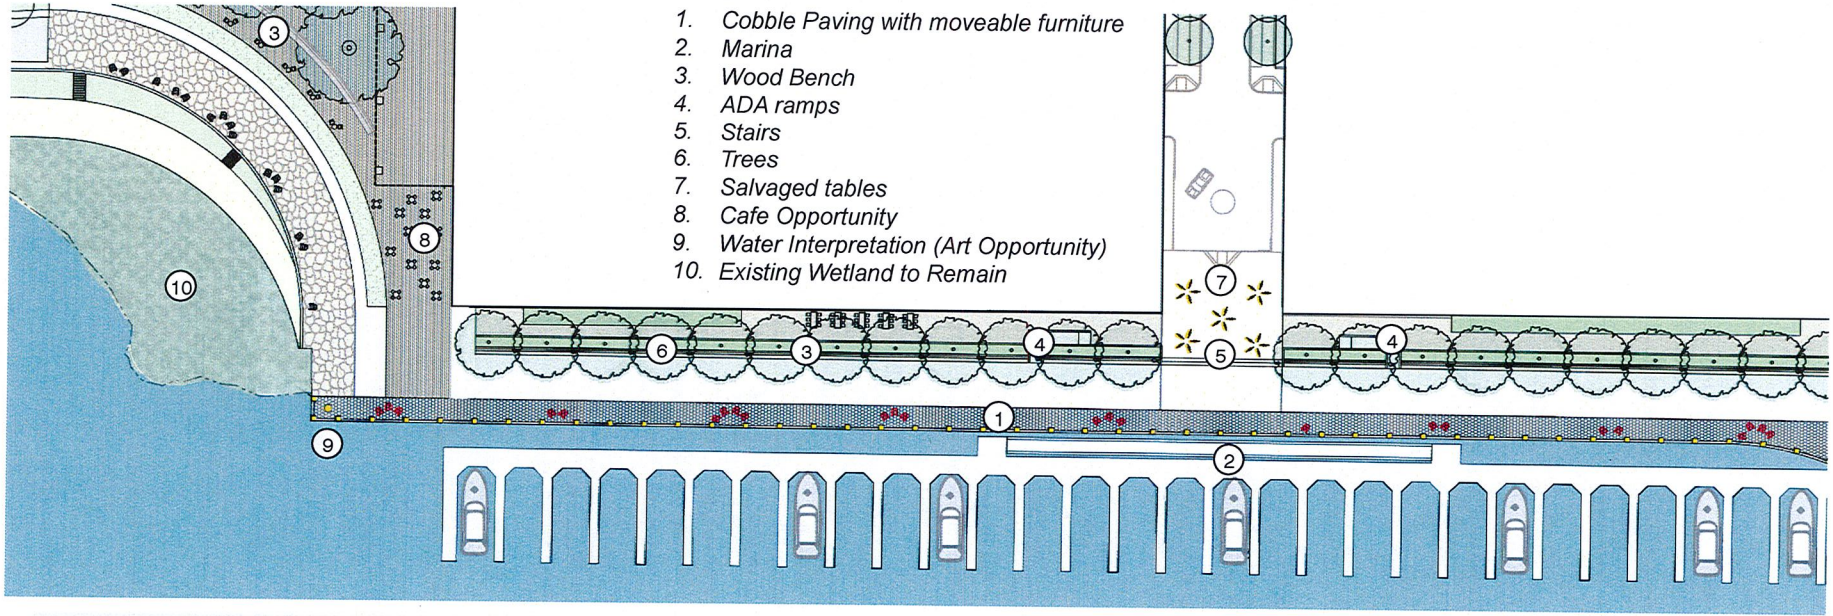 1. Cobble Paving with moveable furniture
2. Marina
3. Wood Bench
4. ADA ramps
5. Stairs
6. Trees
7. Salvaged tables
8. Cafe Opportunity
9. Water Interpretation (Art Opportunity)
10. Existing Wetland to Remain
3
8
10
7
6
3
4
5
4
1
9
2